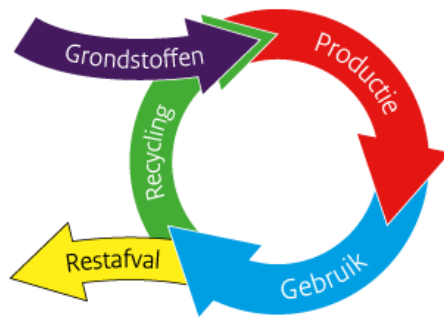 Grondstoffen
Productie
Recycling
Restafval
Gebruik